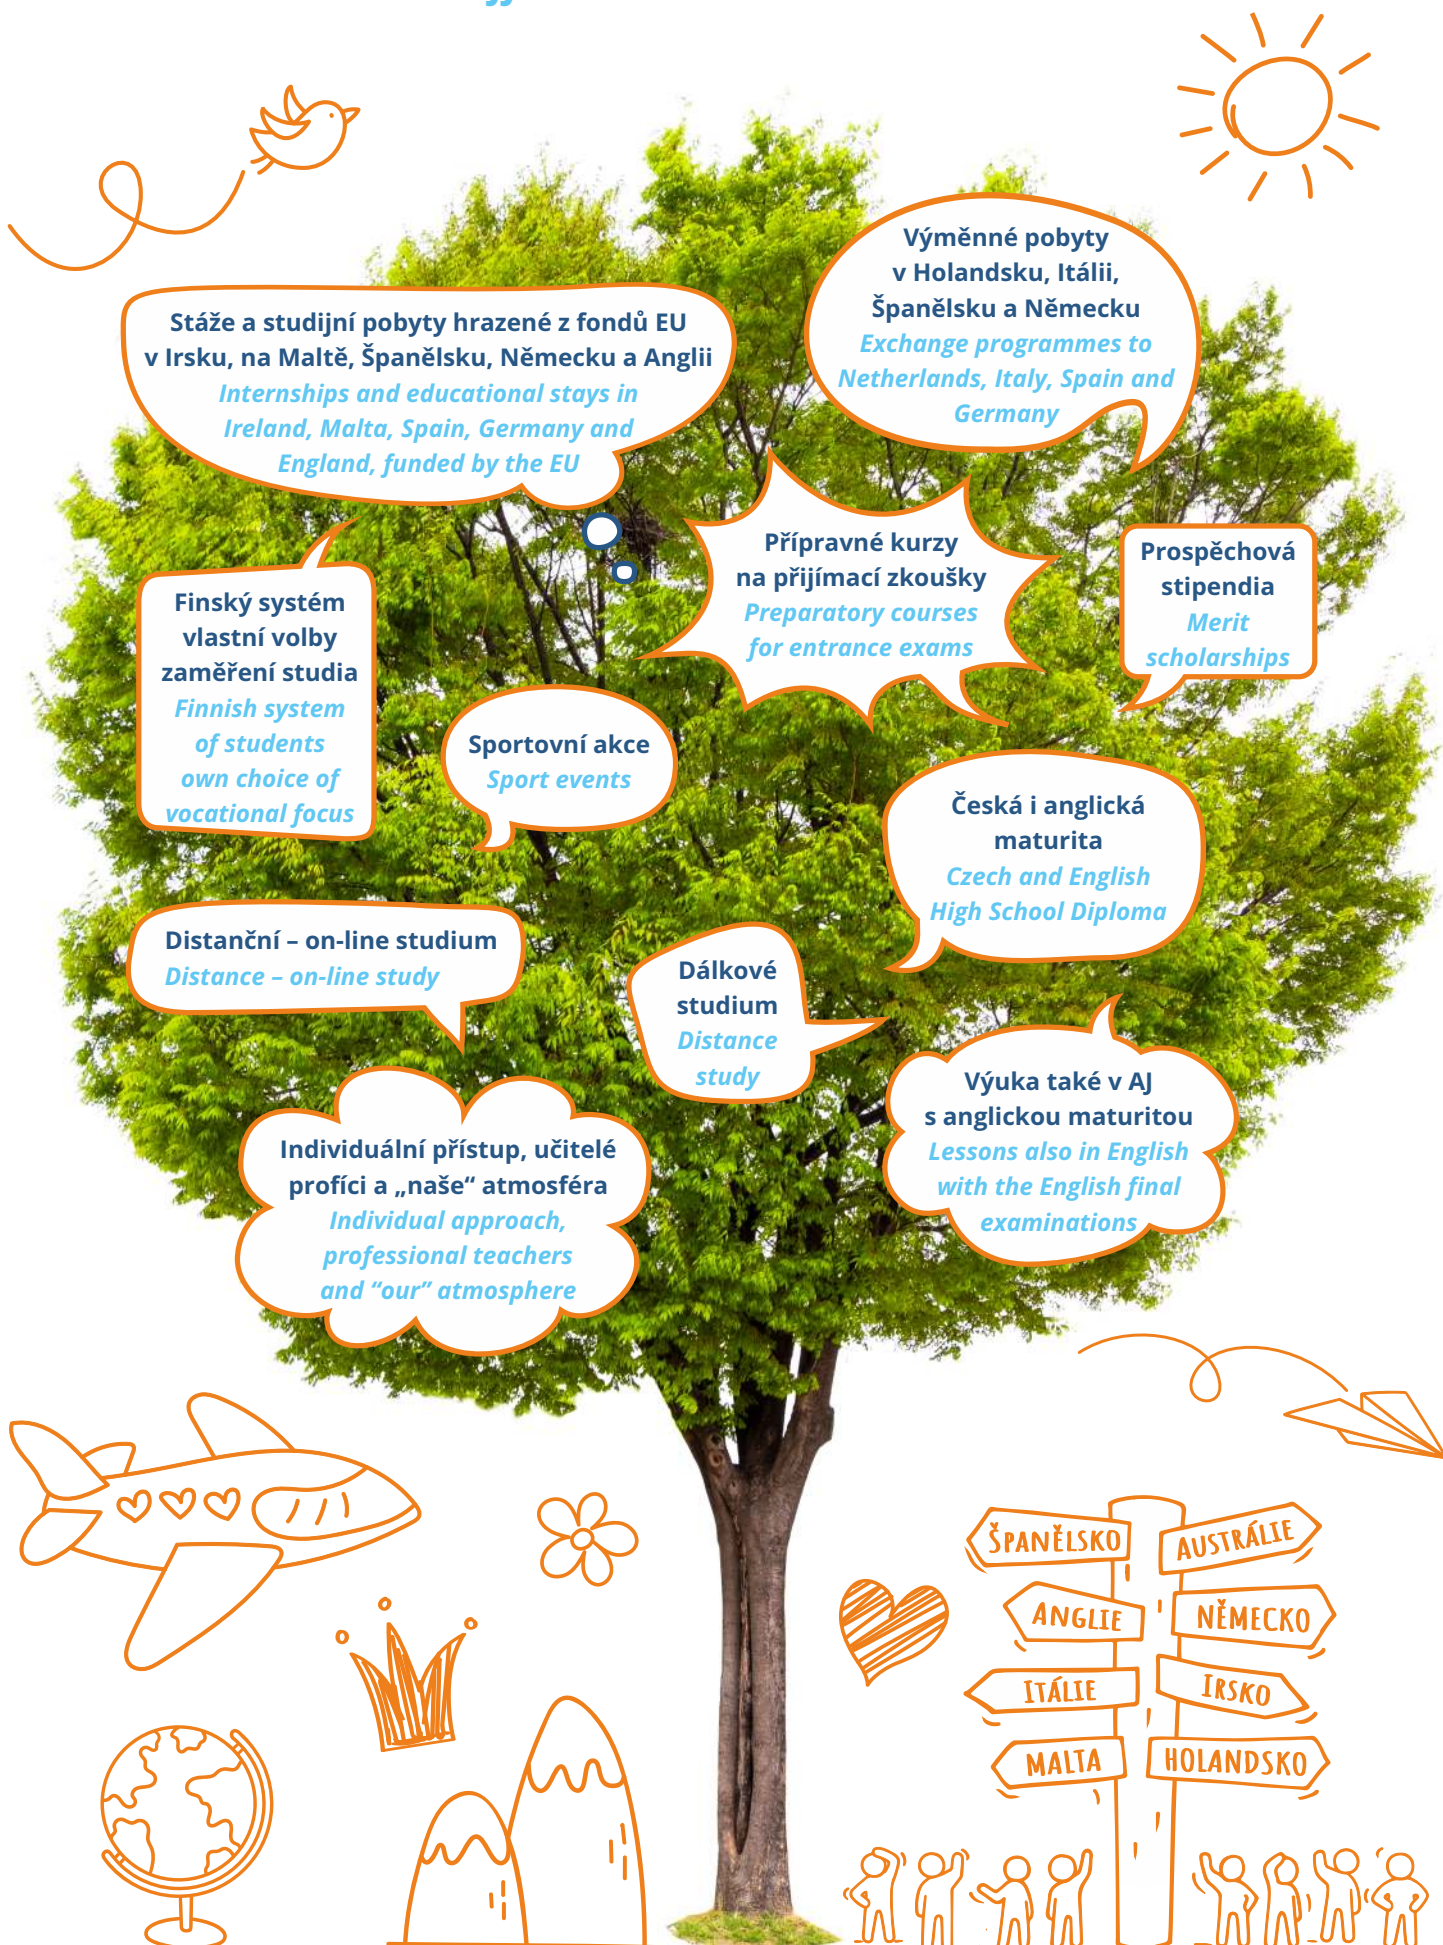 Výměnné pobyty
v Holandsku, Itálii,
Španělsku a Německu
Exchange programmes to
Netherlands, Italy, Spain and
Germany
Stáže a studijní pobyty hrazené z fondů EU
v Irsku, na Maltě, Španělsku, Německu a Anglii
Internships and educational stays in
Ireland, Malta, Spain, Germany and
England, funded by the EU
Přípravné kurzy
na přijímací zkoušky
Preparatory courses
for entrance exams
Prospěchová
stipendia
Merit
scholarships
Finský systém
vlastní volby
zaměření studia
Finnish system
of students
own choice of
vocational focus
Sportovní akce
Sport events
Česká i anglická
maturita
Czech and English
High School Diploma
Distanční – on-line studium
Distance – on-line study
Dálkové
studium
Distance
study
Výuka také v AJ
s anglickou maturitou
Lessons also in English
with the English final
examinations
Individuální přístup, učitelé
profíci a „naše“ atmosféra
Individual approach,
professional teachers
and “our” atmosphere
ŠPANĚLSKO
AUSTRÁLIE
ANGLIE
NĚMECKO
ITÁLIE
IRSKO
MALTA
HOLANDSKO